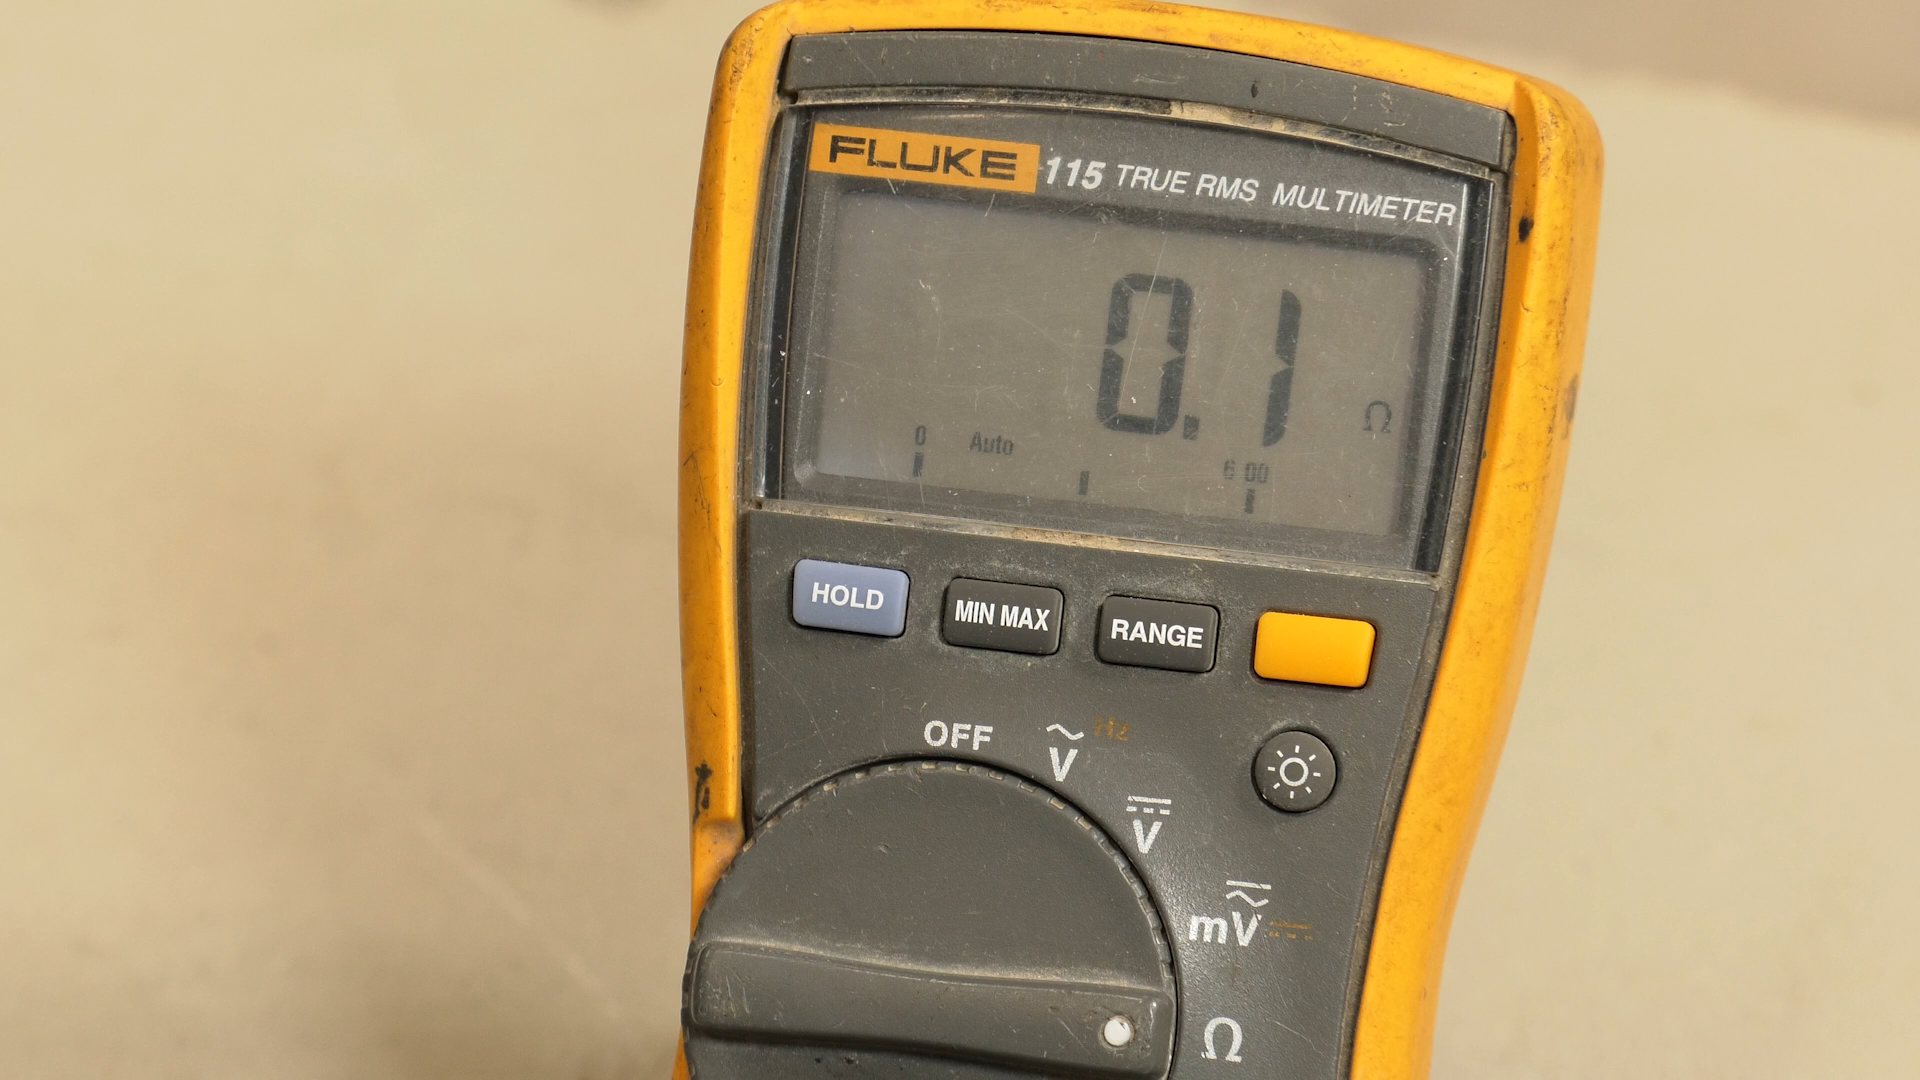 FLUKE 115 TRUE RMS MULTIMETER
0.1 Ω
0 Auto 6 00
HOLD MIN MAX RANGE
OFF V Hz
V
mV
Ω